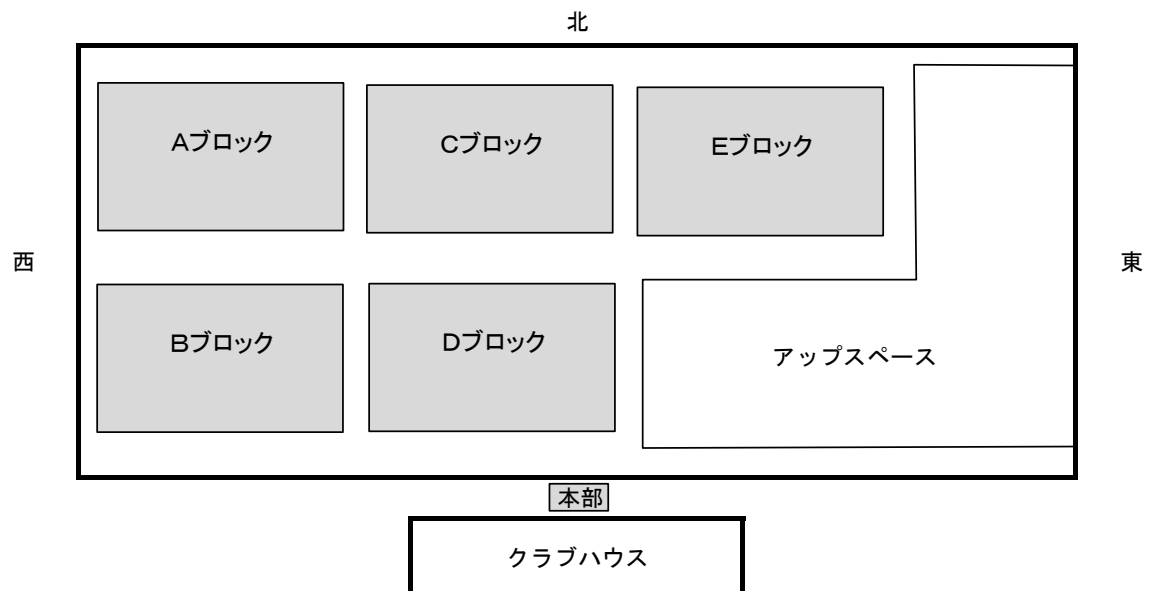 北
Aブロック
Cブロック
Eブロック
西
東
Bブロック
Dブロック
アップスペース
本部
クラブハウス